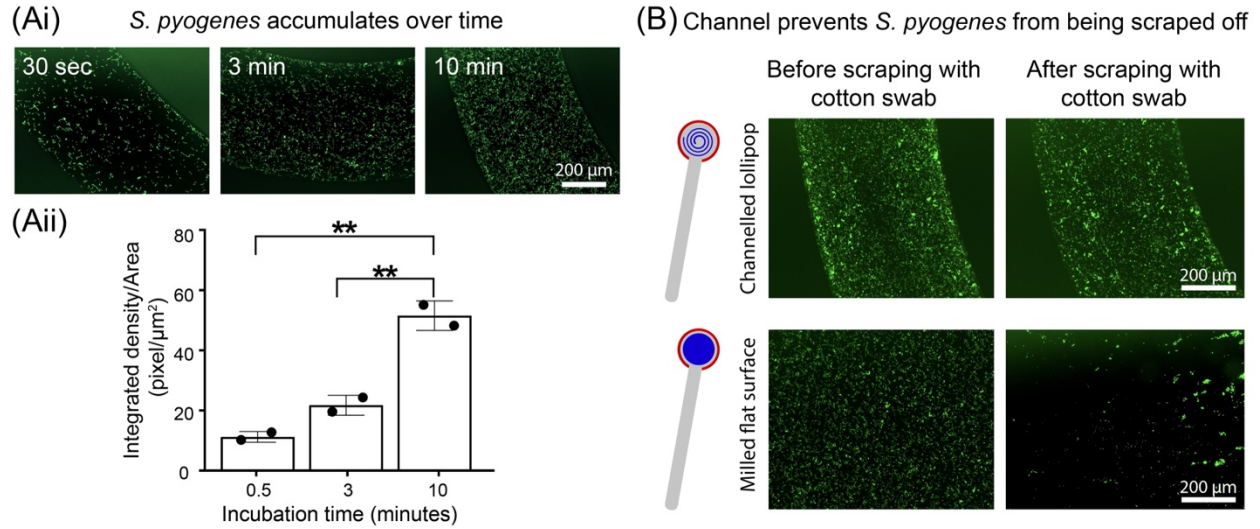 (Ai) S. pyogenes accumulates over time
30 sec
3 min
10 min
200 μm
(Aii)
**
**
80
60
40
20
0
Integrated density/Area
(pixel/μm²)
0.5
3
10
Incubation time (minutes)
(B) Channel prevents S. pyogenes from being scraped off
Before scraping with
cotton swab
After scraping with
cotton swab
Channelled lollipop
200 μm
Milled flat surface
200 μm